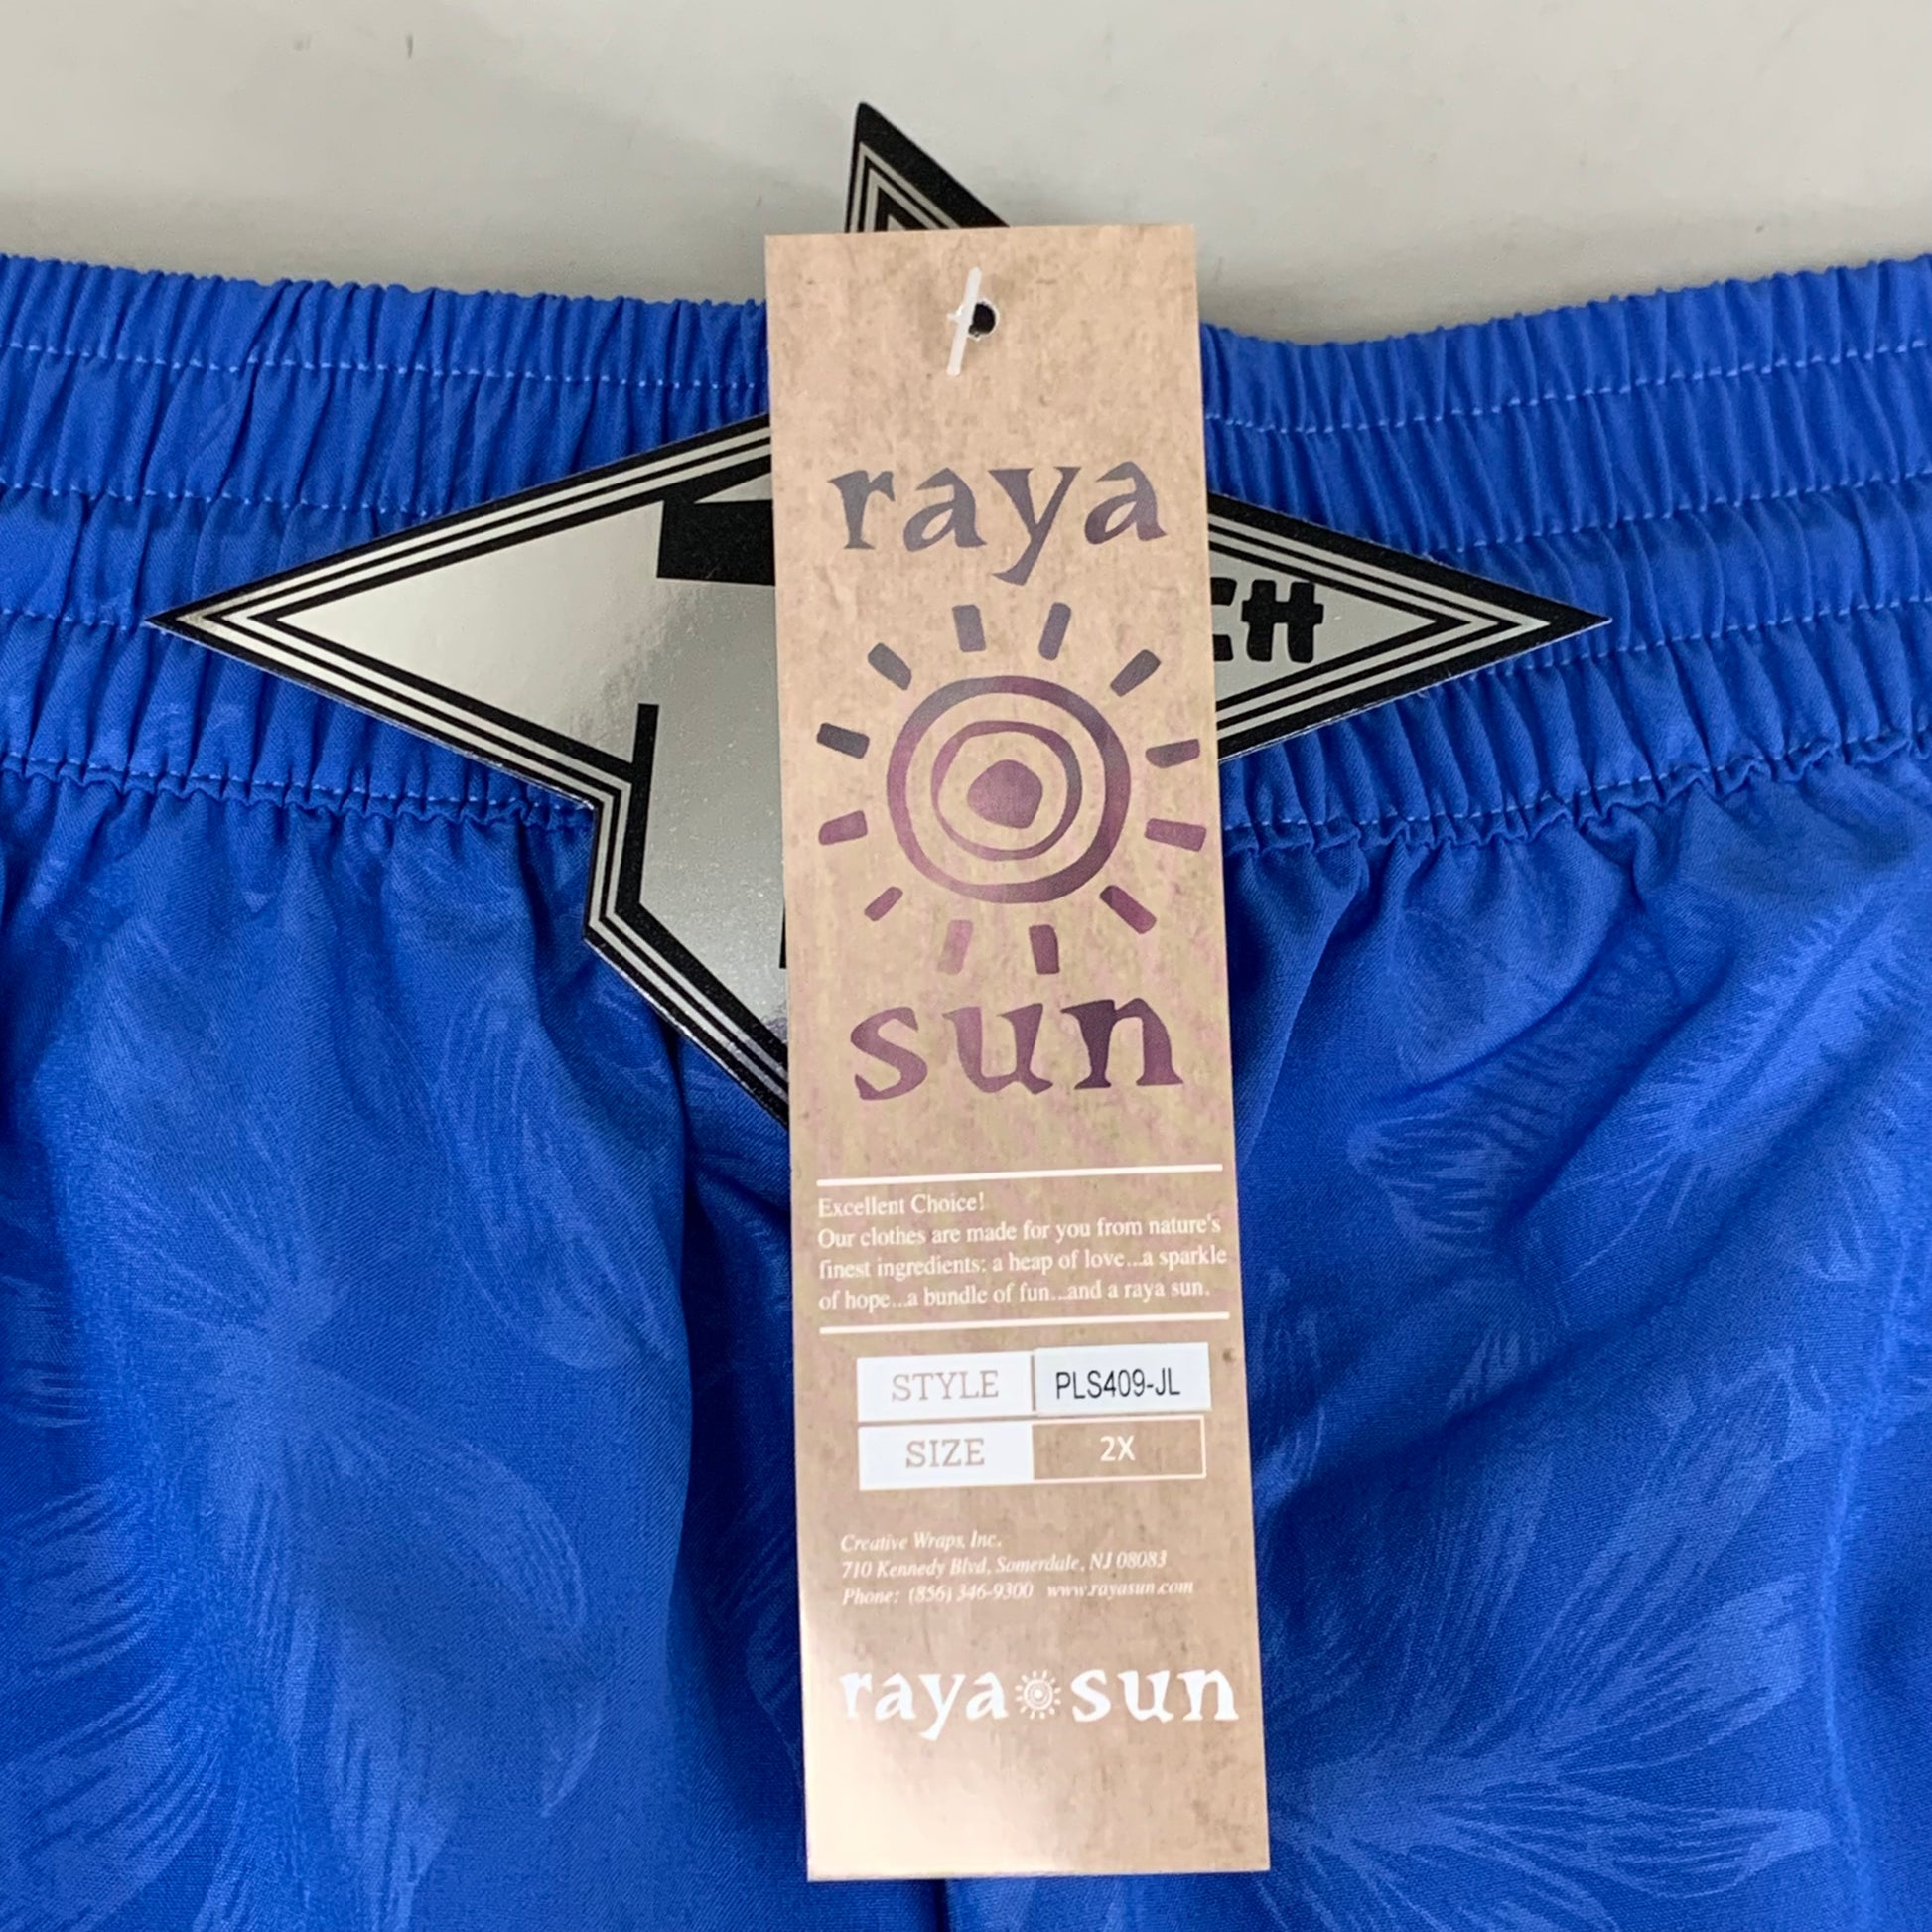 raya
sun
Excellent Choice!
Our clothes are made for you from nature's
finest ingredients: a heap of love...a sparkle
of hope...a bundle of fun...and a raya sun.
STYLE PLS409-JL
SIZE 2X
Creative Wraps, Inc.
710 Kennedy Blvd, Somerdale, NJ 08083
Phone: (856) 346-9300 www.rayasun.com
raya sun